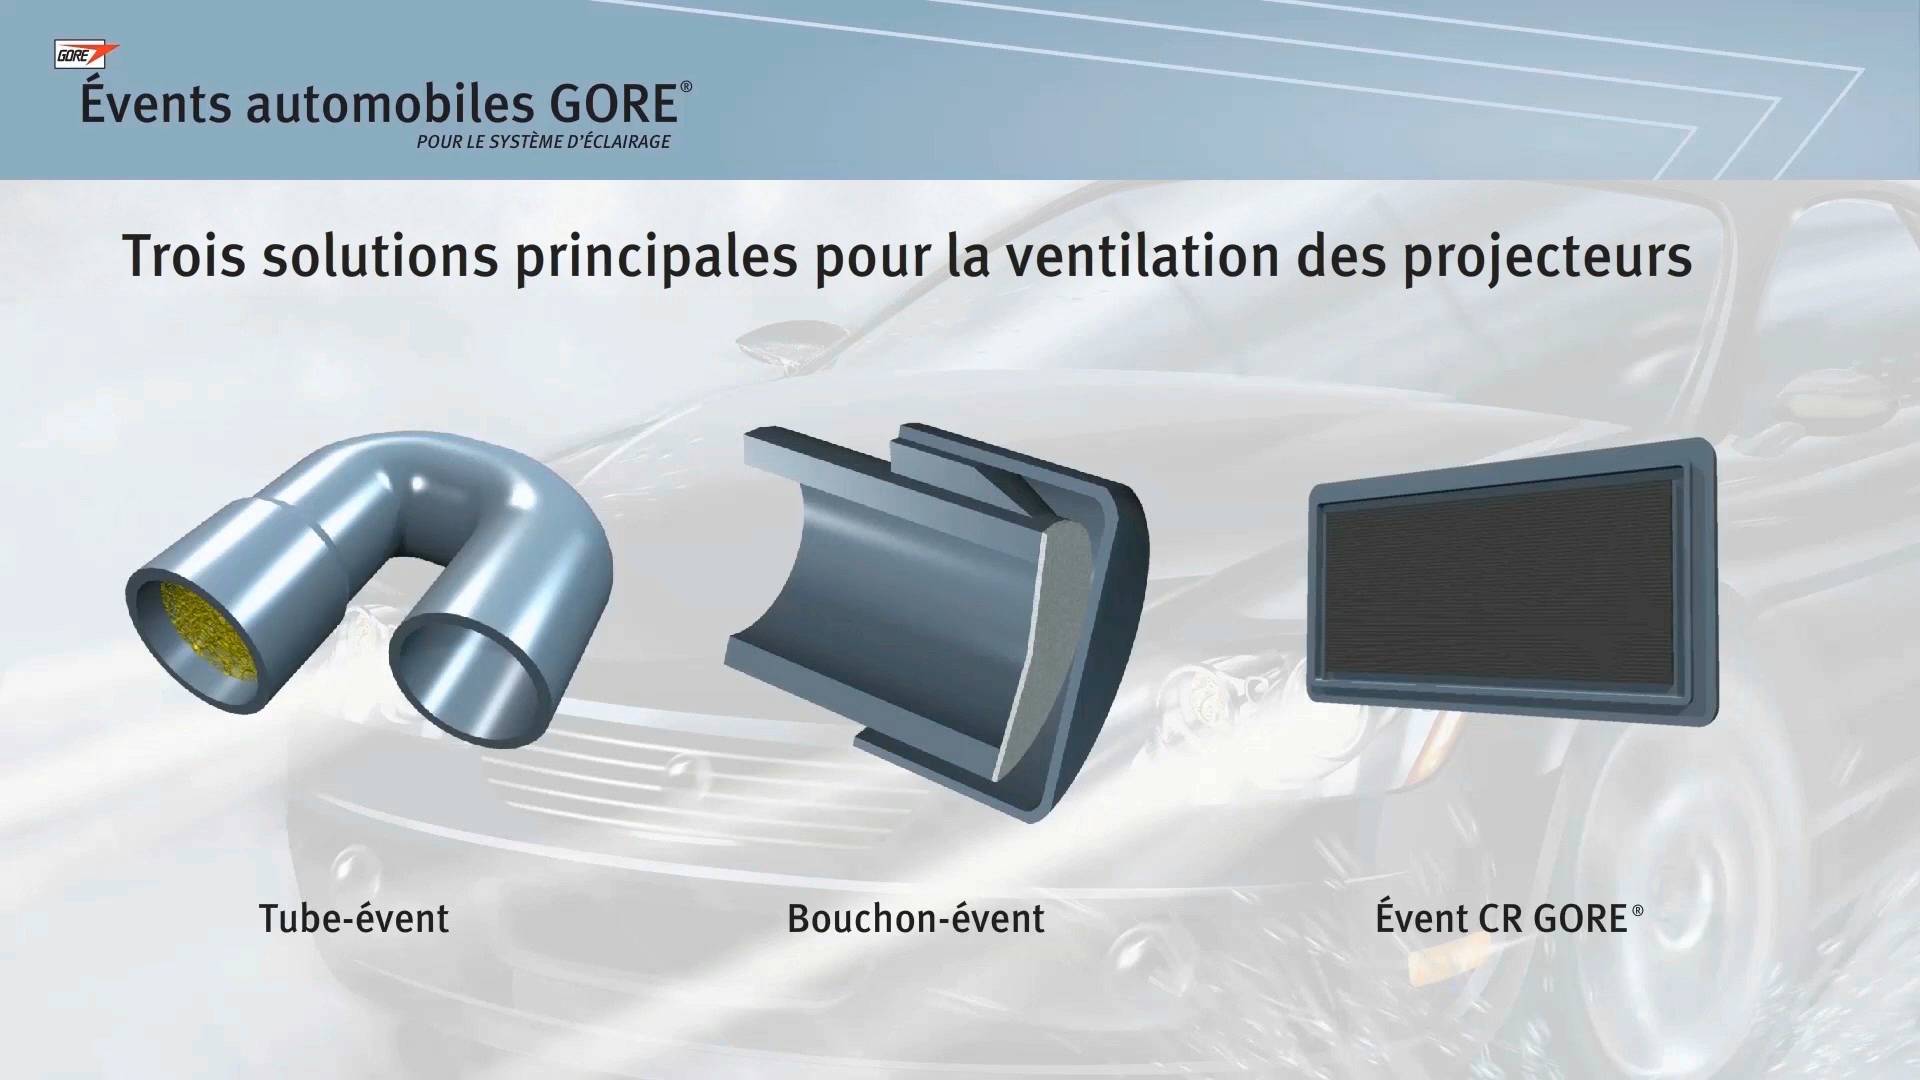 GORE
Évents automobiles GORE®
POUR LE SYSTÈME D'ÉCLAIRAGE
Trois solutions principales pour la ventilation des projecteurs
Tube-évent
Bouchon-évent
Évent CR GORE®